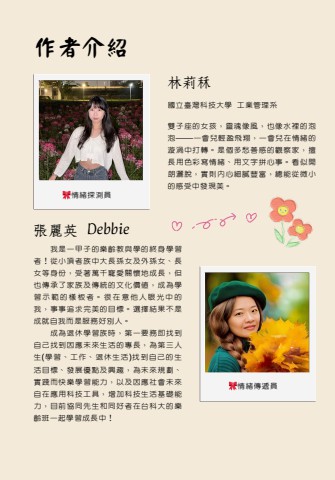 作者介紹
林莉秝
國立臺灣科技大學 工業管理系
雙子座的女孩，靈魂像風，也像水裡的泡
泡——一會兒輕盈飛翔，一會兒在情緒的
漩渦中打轉。是個多愁善感的觀察家，擅
長用色彩寫情緒、用文字拼心事。看似開
朗灑脫，實則內心細膩豐富，總能從微小
的感受中發現美。
情緒探測員
張麗英 Debbie
我是一甲子的樂齡教與學的終身學習
者！從小讀者族中大長孫女及外孫女、長
女等身份，受著萬千寵愛關懷地成長，但
也傳承了家族及傳統的文化價值，成為學
習示範的樣板者。很在意他人眼光中的
我，事事追求完美的目標。選擇結果不是
成就自我而是服務好別人。
成為退休學習族時，第一要務即找到
自己找到因應未來生活的專長，為第三人
生(學習、工作、退休生活)找到自己的生
活目標、發展優點及興趣，為未來規劃、
實踐而快樂學習能力，以及因應社會未來
自在應用科技工具，增加科技生活基礎能
力，目前協同先生和同好者在台科大的樂
齡班一起學習成長中！
情緒傳遞員